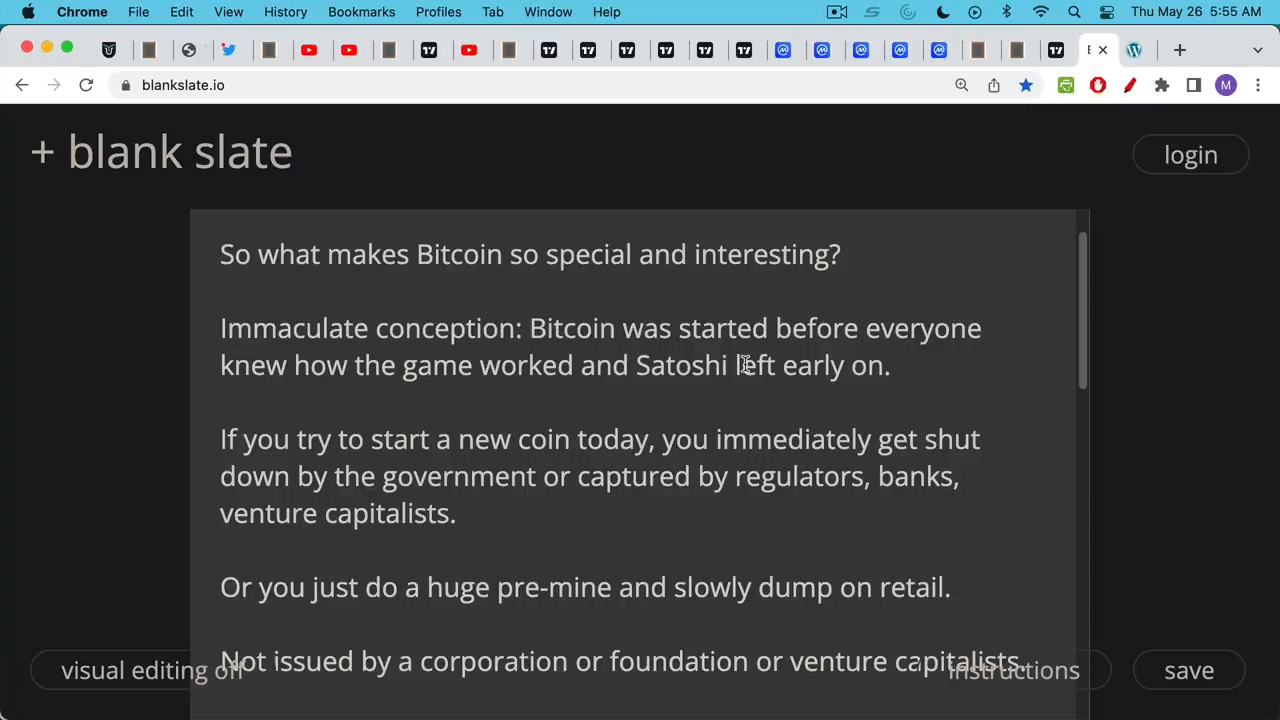 Chrome File Edit View History Bookmarks Profiles Tab Window Help Thu May 26 5:55 AM
blankslate.io
+ blank slate
login
So what makes Bitcoin so special and interesting?
Immaculate conception: Bitcoin was started before everyone
knew how the game worked and Satoshi left early on.
If you try to start a new coin today, you immediately get shut
down by the government or captured by regulators, banks,
venture capitalists.
Or you just do a huge pre-mine and slowly dump on retail.
Not issued by a corporation or foundation or venture capitalists.
visual editing off
instructions
save